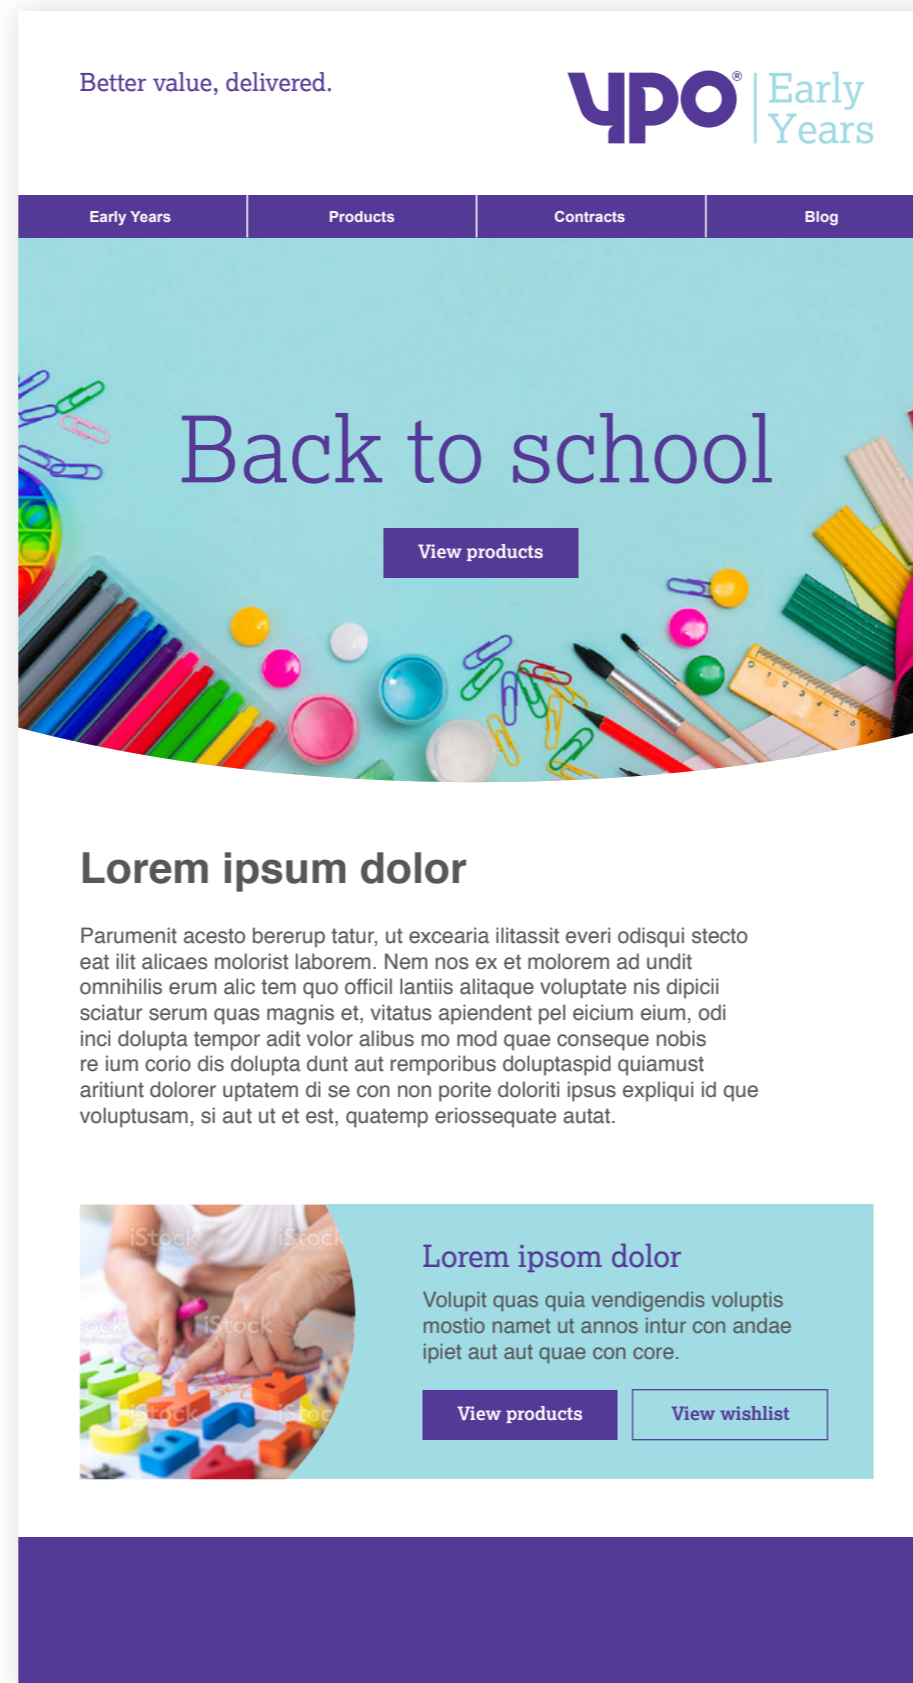 Better value, delivered.
ypo® Early
Years
Early Years Products Contracts Blog
Back to school
View products
Lorem ipsum dolor
Parumenit acesto bererup tatur, ut excearia ilitassit everi odisqui stecto
eat ilit alicaes molorist laborem. Nem nos ex et molorem ad undit
omnihilis erum alic tem quo officil lantiis alitaque voluptate nis dipicii
sciatur serum quas magnis et, vitatus apiendent pel eicium eium, odi
inci dolupta tempor adit volor alibus mo mod quae conseque nobis
re ium corio dis dolupta dunt aut remporibus doluptaspid quiamust
aritiunt dolorer uptatem di se con non porite doloriti ipsus expliqui id que
voluptusam, si aut ut et est, quatemp eriossequate autat.
iStock iStock
iStock
Lorem ipsom dolor
Volupit quas quia vendigendis voluptis
mostio namet ut annos intur con andae
ipiet aut aut quae con core.
View products View wishlist